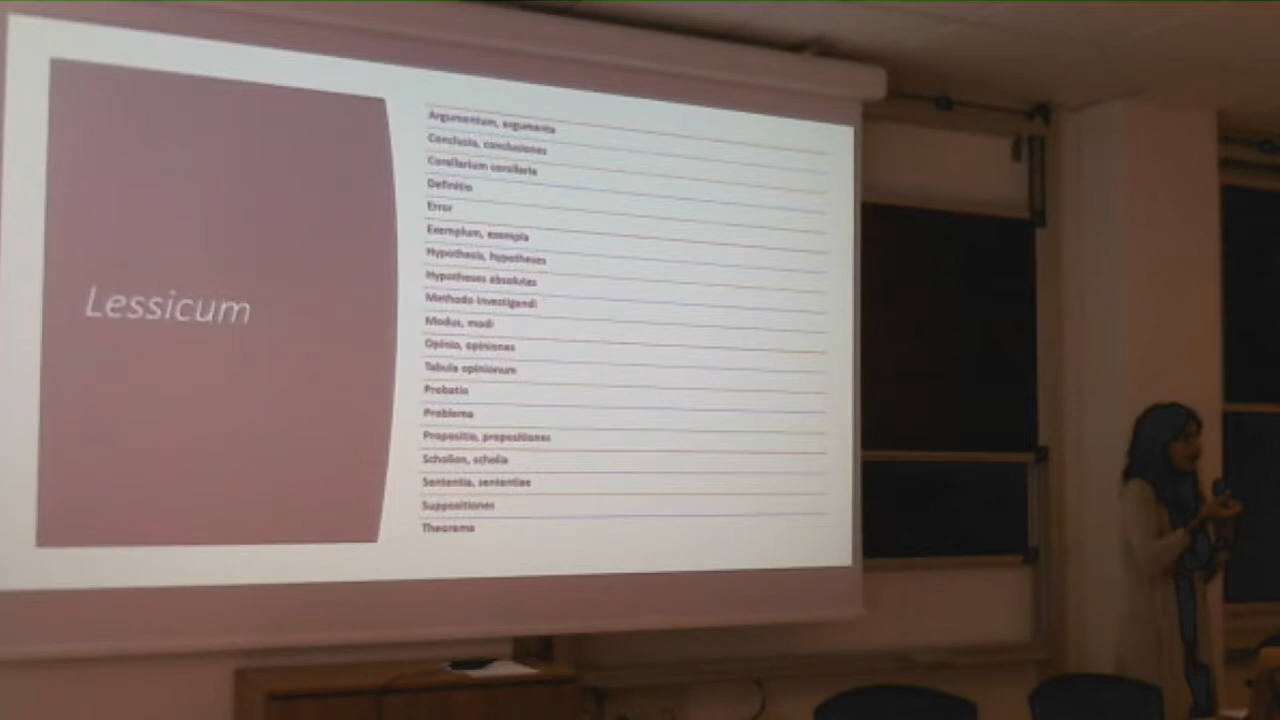 Lessicum
Argumentum, argumenta
Conclusio, conclusiones
Corollarium corollaria
Definitio
Error
Exemplum, exempla
Hypothesis, hypotheses
Hypotheses absolutas
Methodo investigandi
Modus, modi
Opinio, opiniones
Tabula opinionum
Probatio
Problema
Propositio, propositiones
Scholion, scholia
Sententia, sententiae
Suppositiones
Theorema